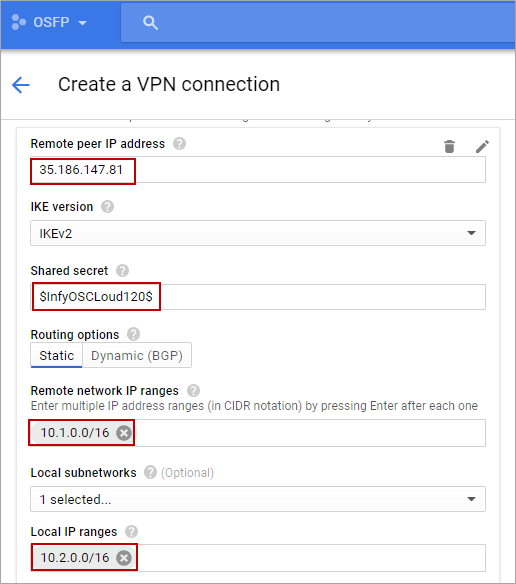 OSFP
Create a VPN connection
Remote peer IP address
35.186.147.81
IKE version
IKEv2
Shared secret
$InfyOSCLoud120$
Routing options
Static Dynamic (BGP)
Remote network IP ranges
Enter multiple IP address ranges (in CIDR notation) by pressing Enter after each one
10.1.0.0/16
Local subnetworks (Optional)
1 selected...
Local IP ranges
10.2.0.0/16